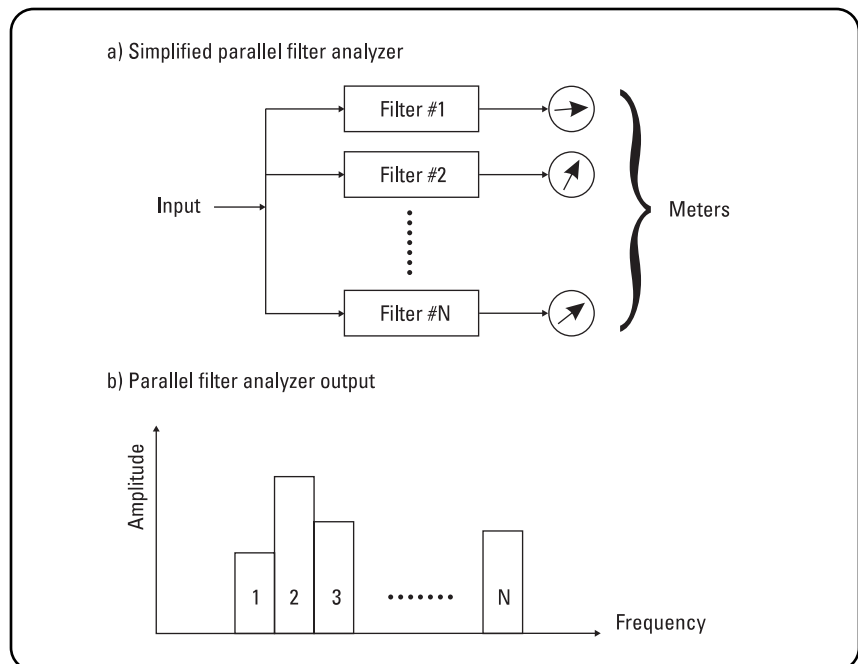 a) Simplified parallel filter analyzer
Filter #1
Filter #2
Input
Meters
Filter #N
b) Parallel filter analyzer output
Amplitude
1 2 3 ....... N
Frequency